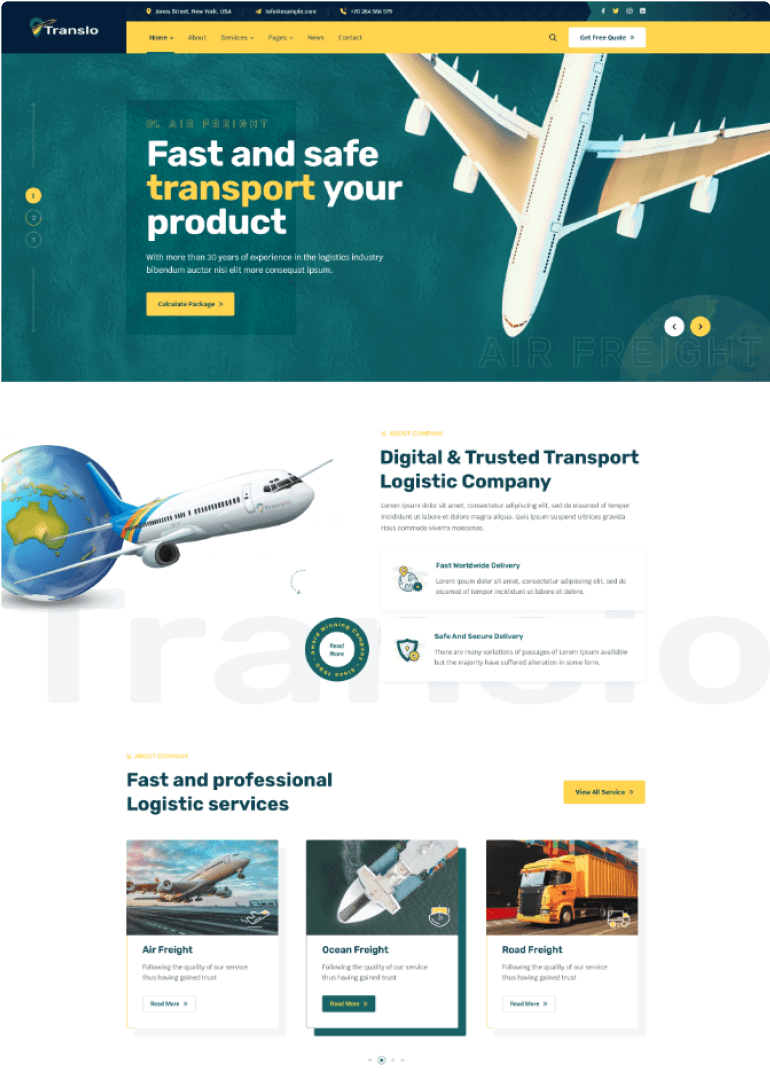 Translo
Jones Street, New York, USA
info@example.com
+70 264 566 579
Home
About
Services
Pages
News
Contact
Get Free Quote
1
2
3
01. AIR FREIGHT
Fast and safe
transport your
product
With more than 30 years of experience in the logistics industry
bibendum auctor nisi elit more consequat ipsum.
Calculate Package
AIR FREIGHT
ABOUT COMPANY
Digital & Trusted Transport
Logistic Company
Lorem ipsum dolor sit amet, consectetur adipiscing elit, sed do eiusmod of tempor
incididunt ut labore et dolore magna aliqua. Quis ipsum suspend ultrices gravida
risus commodo viverra maecenas.
Translo
Fast Worldwide Delivery
Lorem ipsum dolor sit amet, consectetur adipiscing elit, sed do
eiusmod of tempor incididunt ut labore et dolore.
Award Winning Company - Since 1990 -
Read
More
Safe And Secure Delivery
There are many variations of passages of Lorem Ipsum available
but the majority have suffered alteration in some form.
Translo
ABOUT COMPANY
Fast and professional
Logistic services
View All Service
Air Freight
Following the quality of our service
thus having gained trust
Read More
Ocean Freight
Following the quality of our service
thus having gained trust
Read More
Road Freight
Following the quality of our service
thus having gained trust
Read More